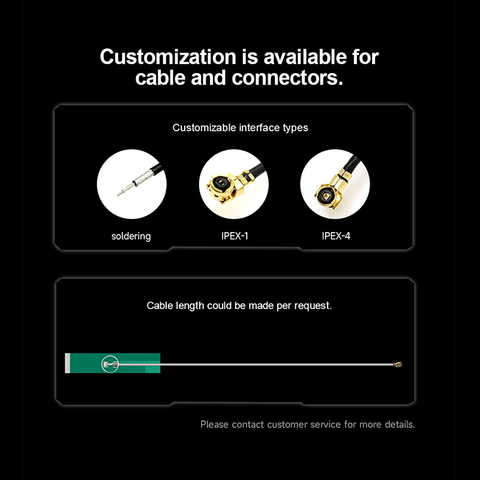 Customization is available for
cable and connectors.
Customizable interface types
soldering
IPEX-1
IPEX-4
Cable length could be made per request.
Please contact customer service for more details.